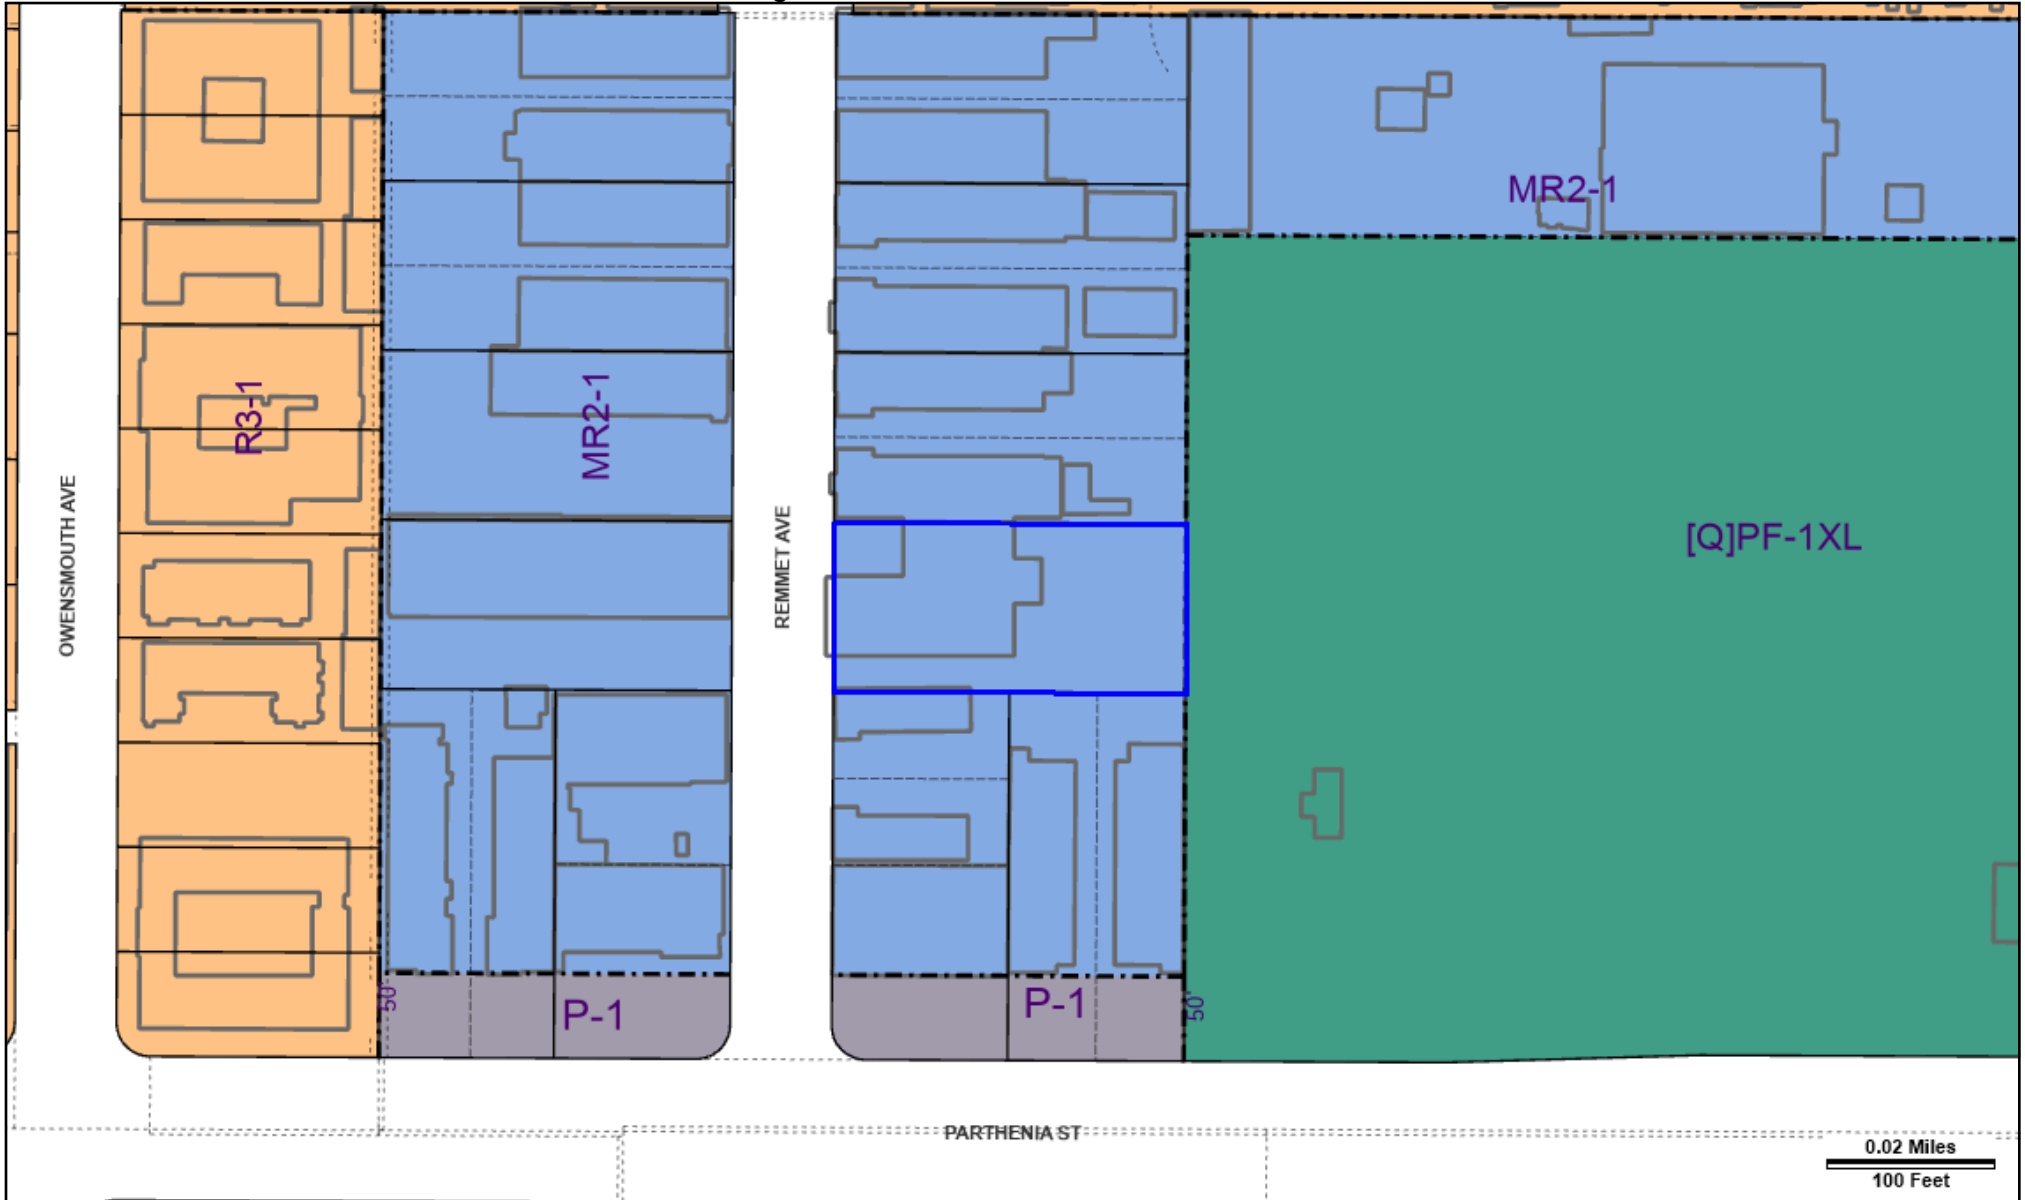 MR2-1
R3-1
MR2-1
[Q]PF-1XL
OWENSMOUTH AVE
REMMET AVE
50'
P-1
P-1
50'
PARTHENIA ST
0.02 Miles
100 Feet